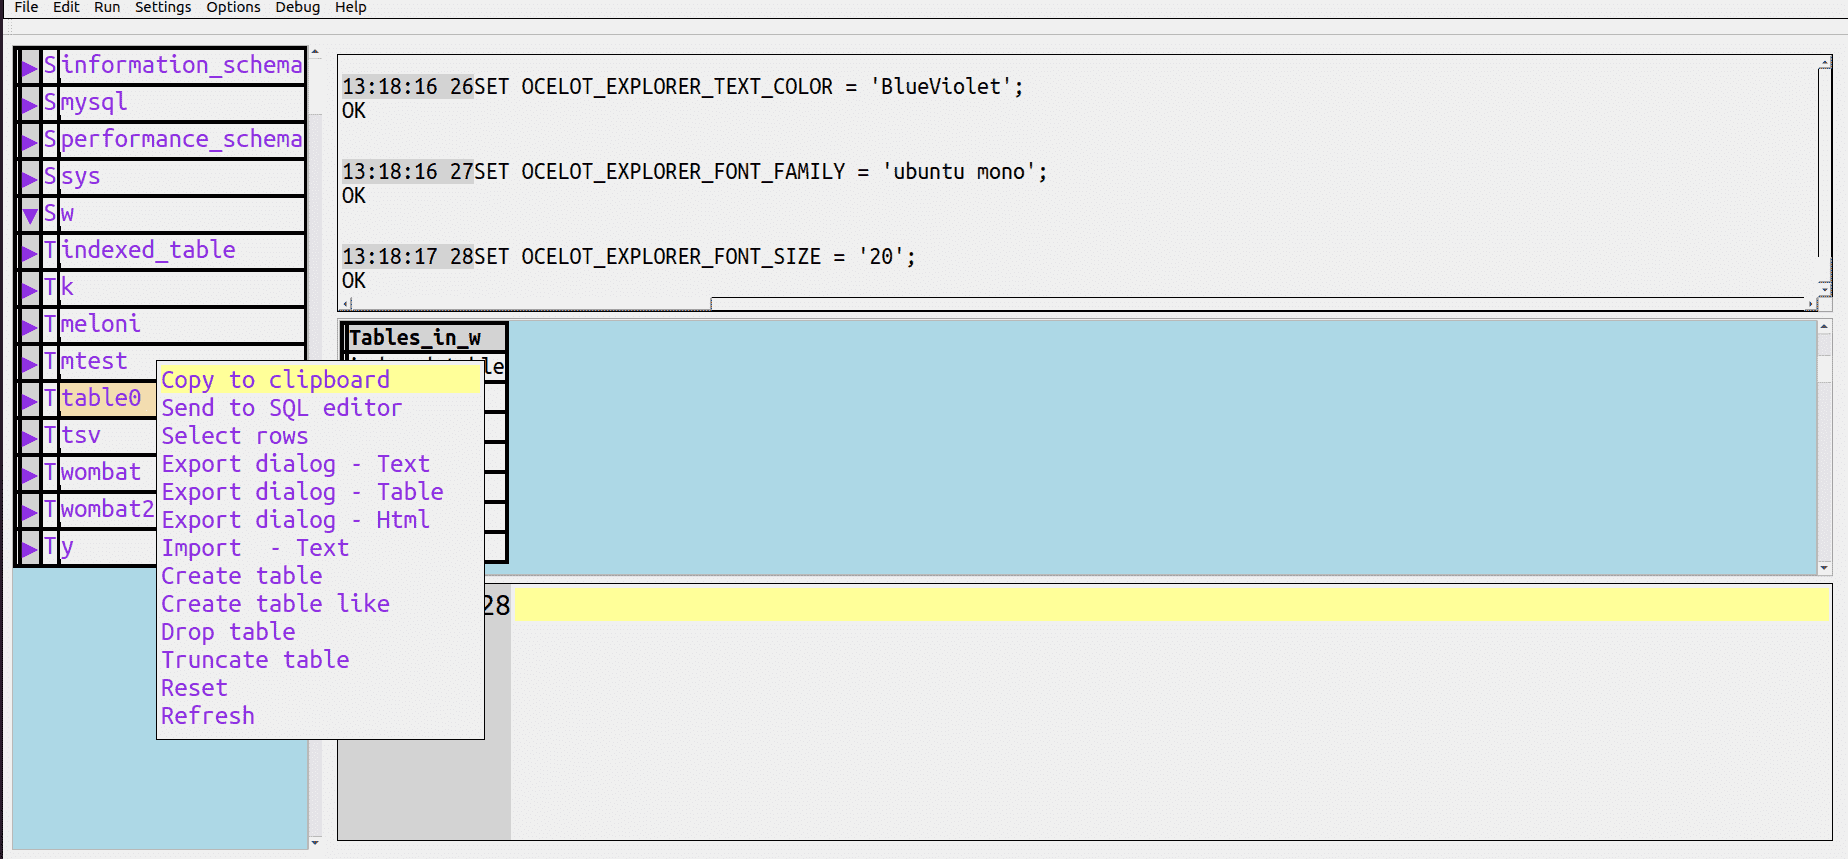 File Edit Run Settings Options Debug Help
S information_schema
S mysql
S performance_schema
S sys
S w
T indexed_table
T k
T meloni
T mtest
T table0
T tsv
T wombat
T wombat2
T y
Copy to clipboard
Send to SQL editor
Select rows
Export dialog - Text
Export dialog - Table
Export dialog - Html
Import  - Text
Create table
Create table like
Drop table
Truncate table
Reset
Refresh
13:18:16 26SET OCELOT_EXPLORER_TEXT_COLOR = 'BlueViolet';
OK
13:18:16 27SET OCELOT_EXPLORER_FONT_FAMILY = 'ubuntu mono';
OK
13:18:17 28SET OCELOT_EXPLORER_FONT_SIZE = '20';
OK
Tables_in_w
le
28